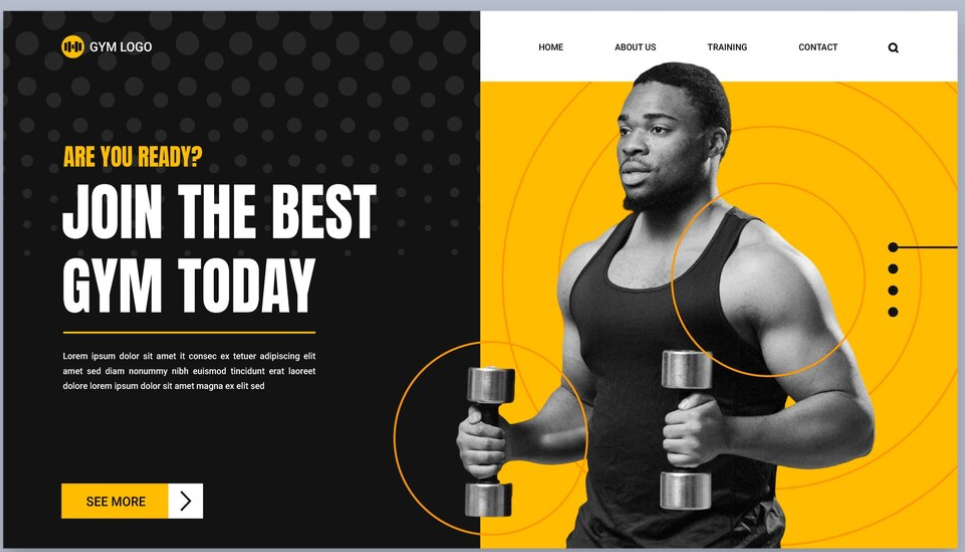 GYM LOGO
HOME
ABOUT US
TRAINING
CONTACT
ARE YOU READY?
JOIN THE BEST
GYM TODAY
Lorem ipsum dolor sit amet it consec ex tetuer adipiscing elit
amet sed diam nonummy nibh euismod tincidunt erat laoreet
dolore lorem ipsum dolor sit amet magna ex elit sed
SEE MORE